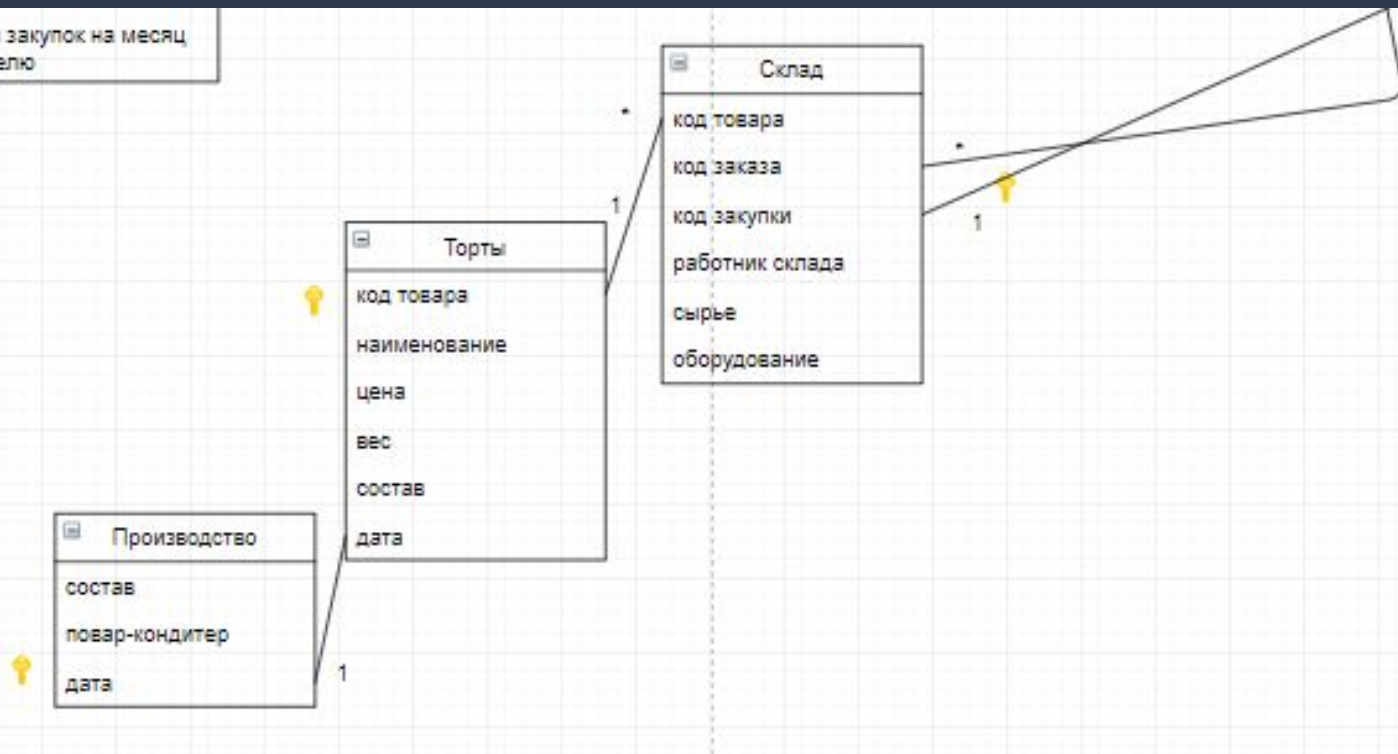 закупок на месяц
Склад
код товара
код заказа
код закупки
работник склада
сырье
оборудование
*
1
*
1
Торты
код товара
наименование
цена
вес
состав
дата
Производство
состав
повар-кондитер
дата
1